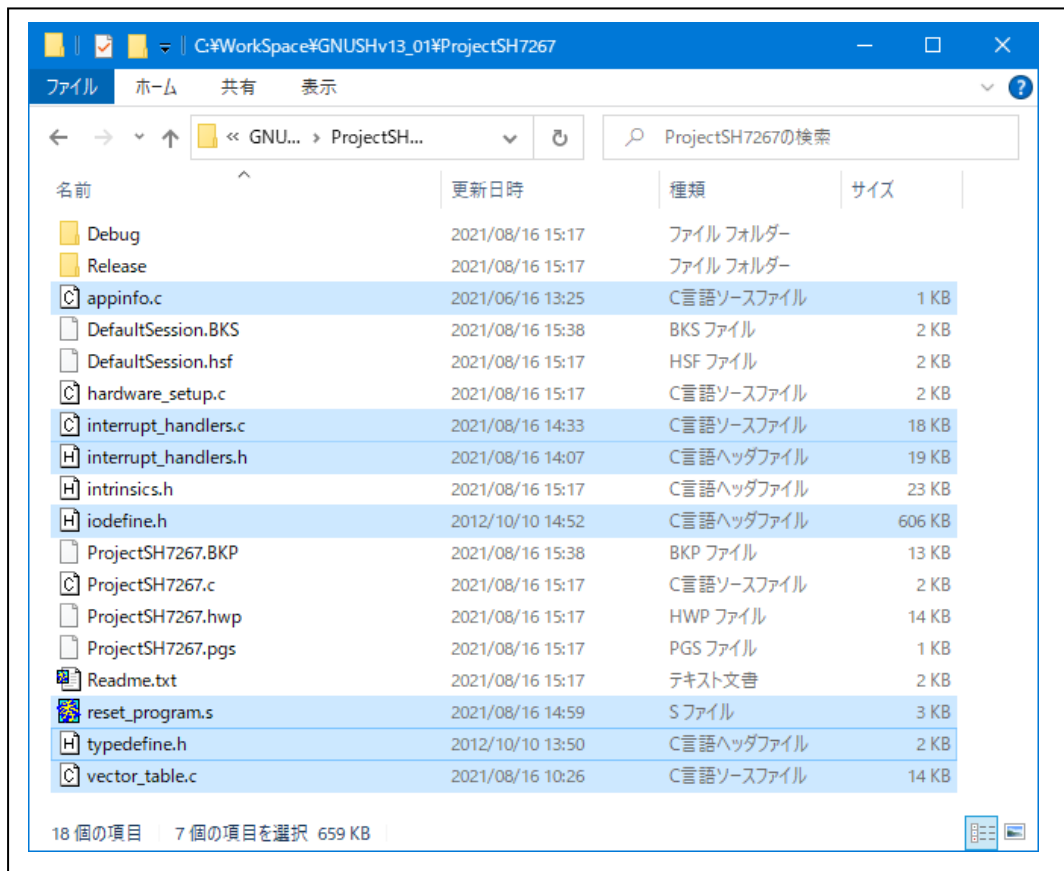 C:¥WorkSpace¥GNUSHv13_01¥ProjectSH7267
ファイル ホーム 共有 表示
« GNU... › ProjectSH... ProjectSH7267の検索
名前 更新日時 種類 サイズ
Debug 2021/08/16 15:17 ファイル フォルダー
Release 2021/08/16 15:17 ファイル フォルダー
appinfo.c 2021/06/16 13:25 C言語ソースファイル 1 KB
DefaultSession.BKS 2021/08/16 15:38 BKS ファイル 2 KB
DefaultSession.hsf 2021/08/16 15:17 HSF ファイル 2 KB
hardware_setup.c 2021/08/16 15:17 C言語ソースファイル 2 KB
interrupt_handlers.c 2021/08/16 14:33 C言語ソースファイル 18 KB
interrupt_handlers.h 2021/08/16 14:07 C言語ヘッダファイル 19 KB
intrinsics.h 2021/08/16 15:17 C言語ヘッダファイル 23 KB
iodefine.h 2012/10/10 14:52 C言語ヘッダファイル 606 KB
ProjectSH7267.BKP 2021/08/16 15:38 BKP ファイル 13 KB
ProjectSH7267.c 2021/08/16 15:17 C言語ソースファイル 2 KB
ProjectSH7267.hwp 2021/08/16 15:17 HWP ファイル 14 KB
ProjectSH7267.pgs 2021/08/16 15:17 PGS ファイル 1 KB
Readme.txt 2021/08/16 15:17 テキスト文書 2 KB
reset_program.s 2021/08/16 14:59 S ファイル 3 KB
typedefine.h 2012/10/10 13:50 C言語ヘッダファイル 2 KB
vector_table.c 2021/08/16 10:26 C言語ソースファイル 14 KB
18 個の項目 7 個の項目を選択 659 KB